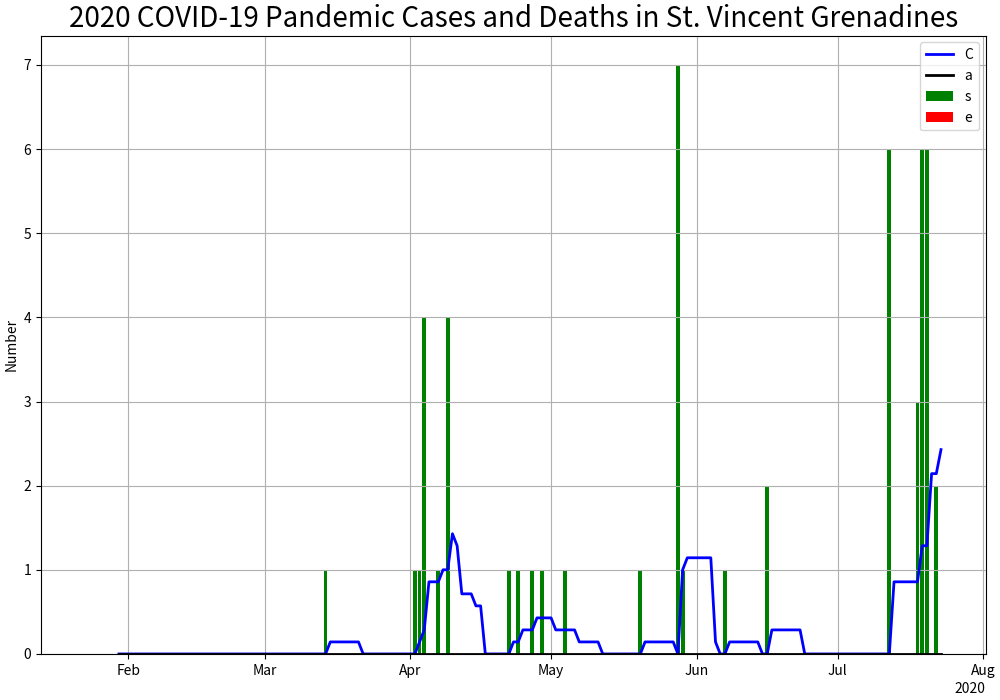 2020 COVID-19 Pandemic Cases and Deaths in St. Vincent Grenadines
C
a
s
e
Number
7
6
5
4
3
2
1
0
Feb Mar Apr May Jun Jul Aug
2020